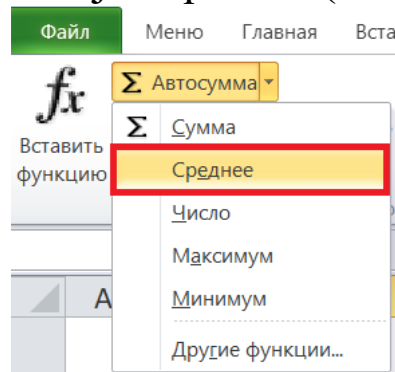 Файл Меню Главная Вста
fx Σ Автосумма
Вставить
функцию
Σ Сумма
Среднее
Число
Максимум
Минимум
Другие функции...
A